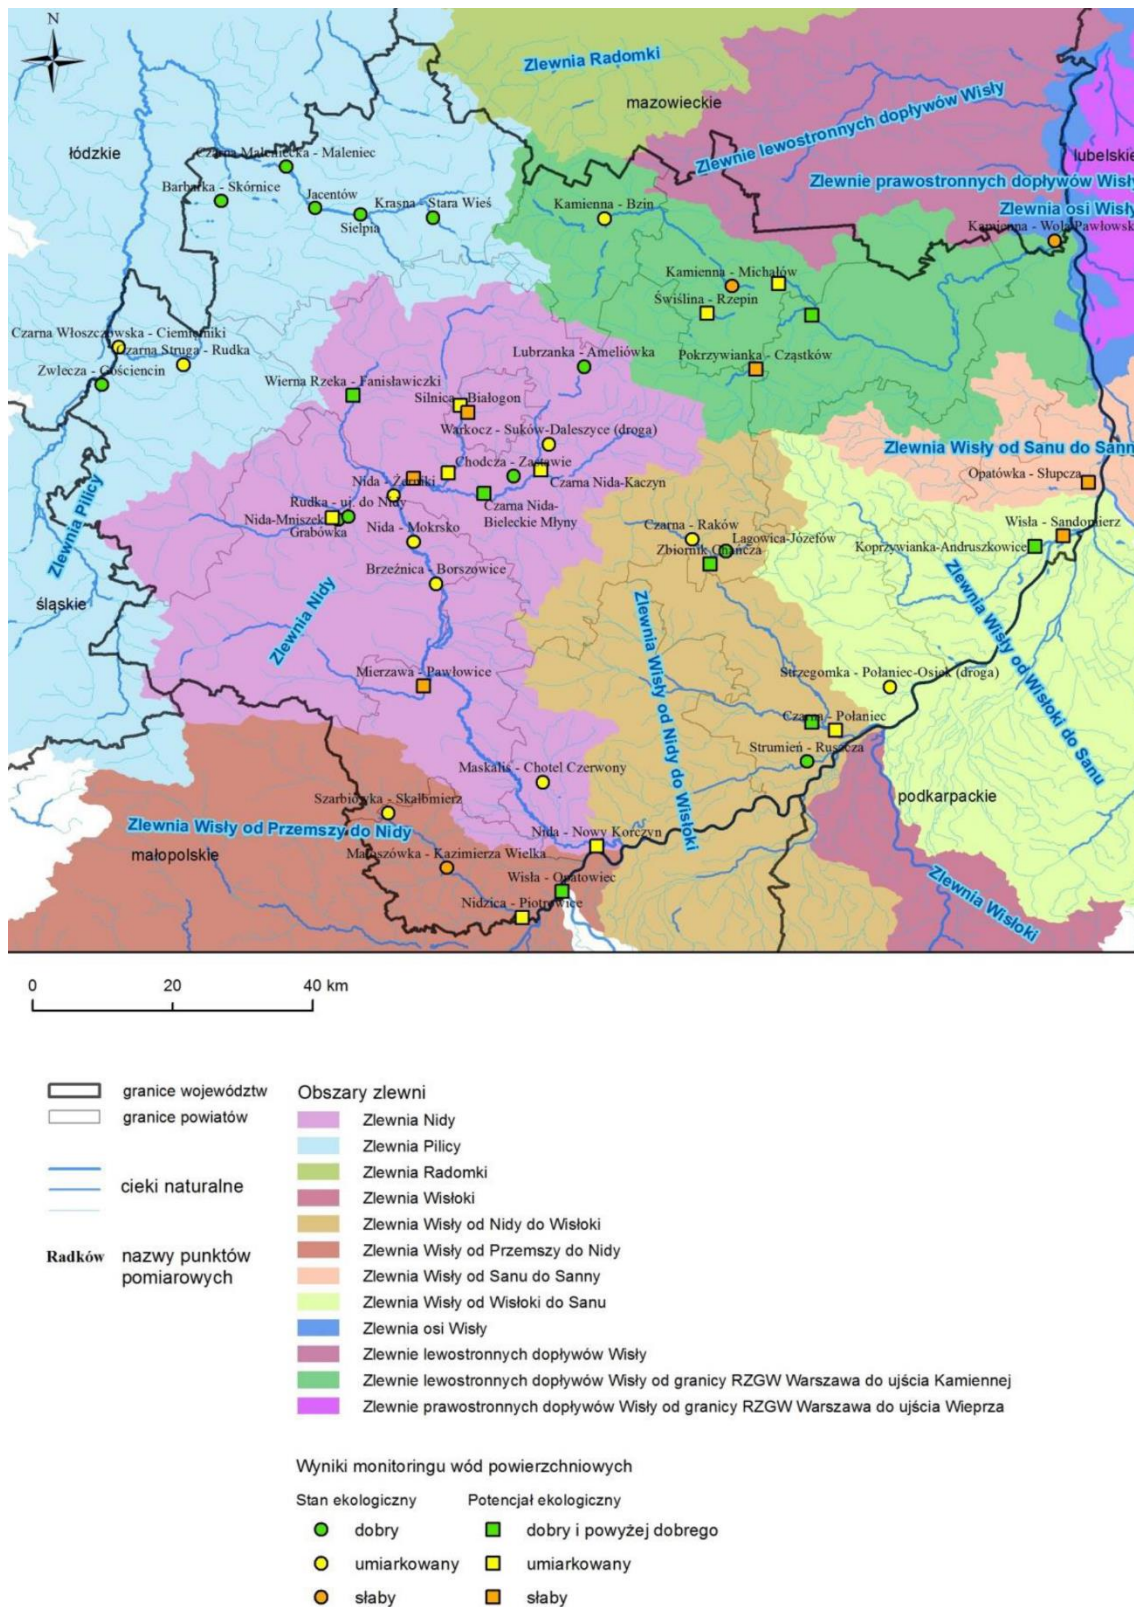 N
Zlewnia Radomki
mazowieckie
Zlewnie lewostronnych dopływów Wisły
łódzkie
lubelskie
Czarna Maleniecka - Maleniec
Zlewnie prawostronnych dopływów Wisły
Barbarka - Skórnice
Jacentów
Krasna - Stara Wieś
Kamienna - Bzin
Zlewnia osi Wisły
Sielpia
Kamienna - Wola Pawłowsk
Kamienna - Michałów
Świślina - Rzepin
Czarna Włoszczowska - Ciemiętniki
Czarna Struga - Rudka
Lubrzanka - Ameliówka
Pokrzywianka - Cząstków
Zwlecza - Gościencin
Wierna Rzeka - Fanisławiczki
Silnica - Białogon
Warkocz - Suków-Daleszyce (droga)
Zlewnia Wisły od Sanu do Sanny
Chodcza - Zastawie
Opatówka - Słupcza
Nida - Żerniki
Czarna Nida-Kaczyn
Rudka - uj. do Nidy
Czarna Nida-
Bieleckie Młyny
Nida-Mniszek
Grabówka
Nida - Mokrsko
Czarna - Raków
Wisła - Sandomierz
Zlewnia Pilicy
Łagowica-Józefów
Zbiornik Chańcza
Koprzywianka-Andruszkowice
Brzeźnica - Borszowice
śląskie
Zlewnia Nidy
Zlewnia Wisły od Nidy do Wisłoki
Zlewnia Wisły od Wisłoki do Sanu
Mierzawa - Pawłowice
Strzegomka - Połaniec-Osiek (droga)
Czarna - Połaniec
Strumień - Ruszcza
Maskalis - Chotel Czerwony
podkarpackie
Szarbiówka - Skalbmierz
Zlewnia Wisły od Przemszy do Nidy
Nida - Nowy Korczyn
małopolskie
Małoszówka - Kazimierza Wielka
Wisła - Opatowiec
Zlewnia Wisłoki
Nidzica - Piotrowice
0 20 40 km
granice województw
granice powiatów
cieki naturalne
Radków nazwy punktów
pomiarowych
Obszary zlewni
Zlewnia Nidy
Zlewnia Pilicy
Zlewnia Radomki
Zlewnia Wisłoki
Zlewnia Wisły od Nidy do Wisłoki
Zlewnia Wisły od Przemszy do Nidy
Zlewnia Wisły od Sanu do Sanny
Zlewnia Wisły od Wisłoki do Sanu
Zlewnia osi Wisły
Zlewnie lewostronnych dopływów Wisły
Zlewnie lewostronnych dopływów Wisły od granicy RZGW Warszawa do ujścia Kamiennej
Zlewnie prawostronnych dopływów Wisły od granicy RZGW Warszawa do ujścia Wieprza
Wyniki monitoringu wód powierzchniowych
Stan ekologiczny Potencjał ekologiczny
dobry dobry i powyżej dobrego
umiarkowany umiarkowany
słaby słaby